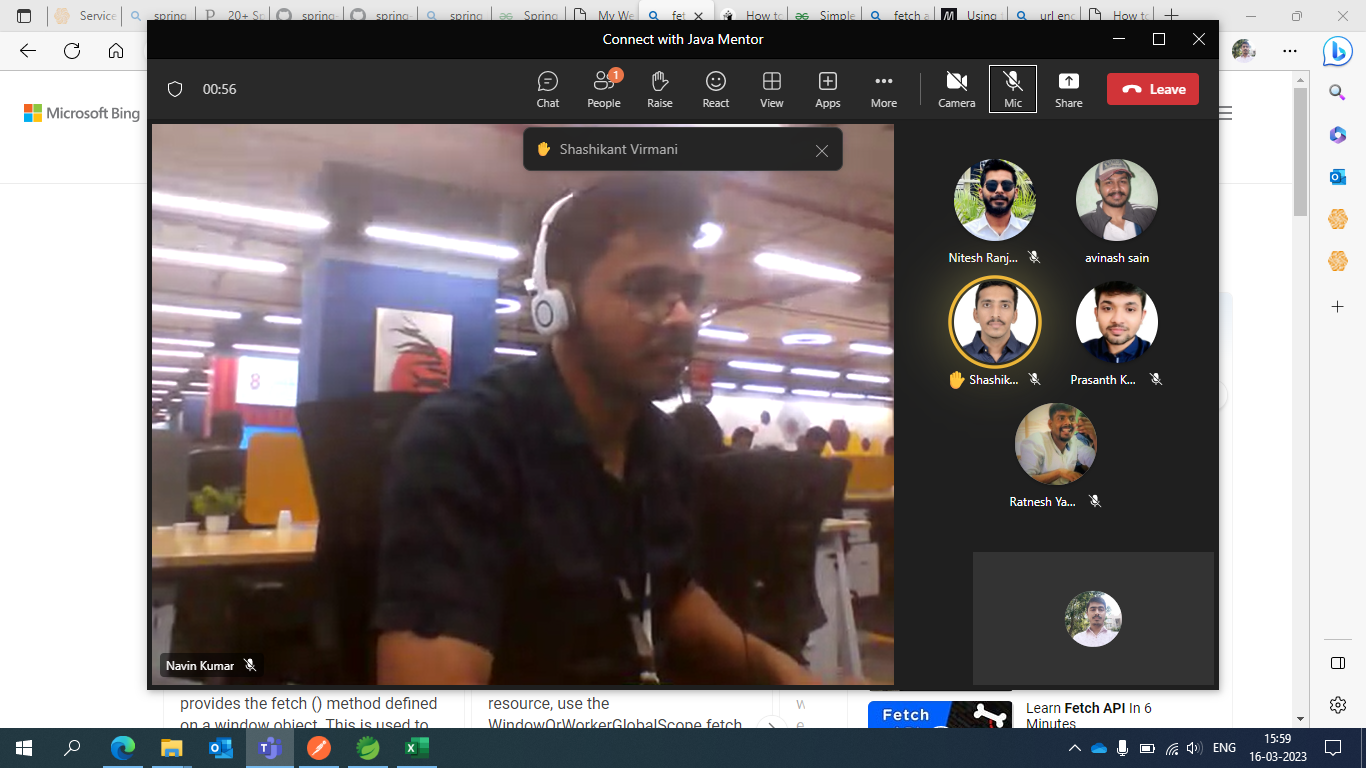 Service
spring
20+ Sp
spring-
spring-
spring
Spring
My We
fet
How to
Simple
fetch a
Using t
url enc
How to
Connect with Java Mentor
00:56
Chat
People
1
Raise
React
View
Apps
More
Camera
Mic
Share
Leave
Microsoft Bing
Shashikant Virmani
Nitesh Ranj...
avinash sain
Shashik...
Prasanth K...
Ratnesh Ya...
8
Navin Kumar
provides the fetch () method defined
on a window object. This is used to
resource, use the
WindowOrWorkerGlobalScope.fetch
Fetch
Learn Fetch API In 6
Minutes
ENG
15:59
16-03-2023